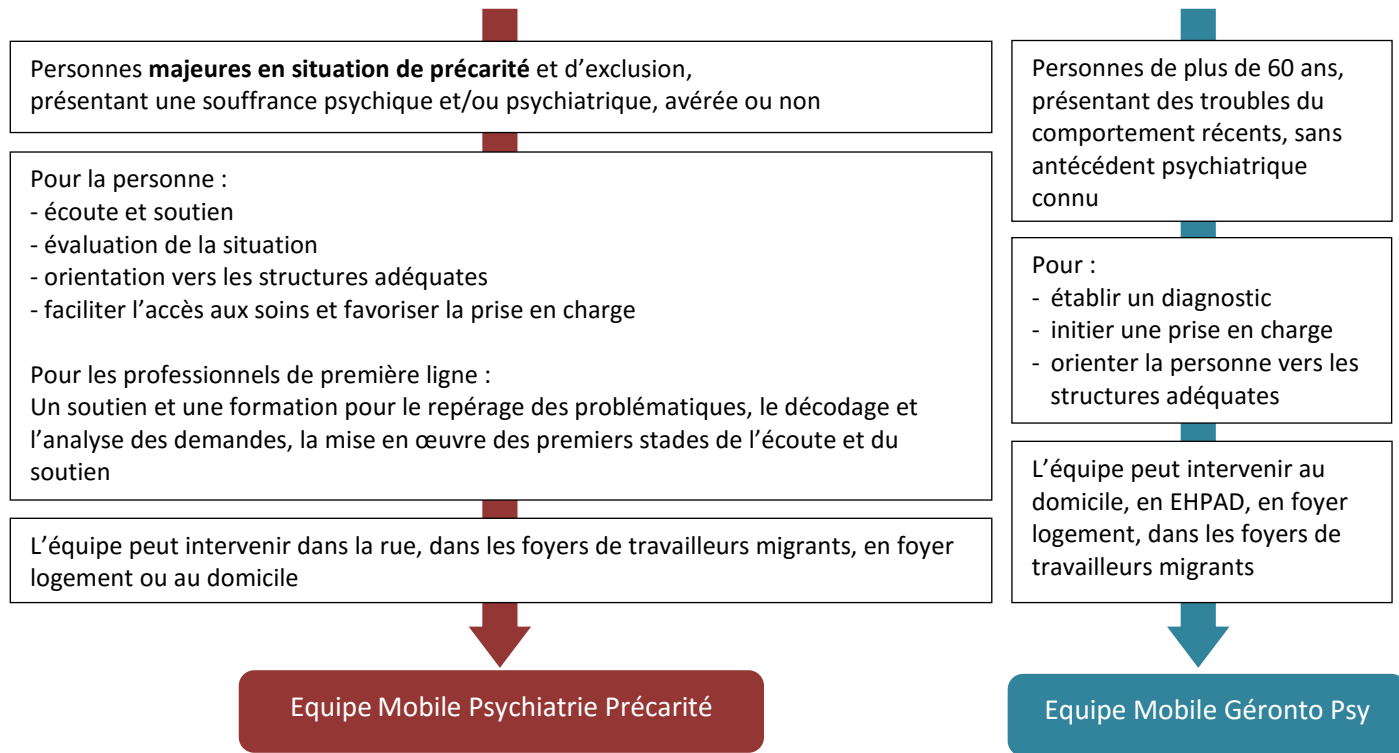 Personnes majeures en situation de précarité et d’exclusion,
présentant une souffrance psychique et/ou psychiatrique, avérée ou non
Pour la personne :
- écoute et soutien
- évaluation de la situation
- orientation vers les structures adéquates
- faciliter l’accès aux soins et favoriser la prise en charge
Pour les professionnels de première ligne :
Un soutien et une formation pour le repérage des problématiques, le décodage et
l’analyse des demandes, la mise en œuvre des premiers stades de l’écoute et du
soutien
L’équipe peut intervenir dans la rue, dans les foyers de travailleurs migrants, en foyer
logement ou au domicile
Equipe Mobile Psychiatrie Précarité
Personnes de plus de 60 ans,
présentant des troubles du
comportement récents, sans
antécédent psychiatrique
connu
Pour :
- établir un diagnostic
- initier une prise en charge
- orienter la personne vers les
structures adéquates
L’équipe peut intervenir au
domicile, en EHPAD, en foyer
logement, dans les foyers de
travailleurs migrants
Equipe Mobile Géronto Psy